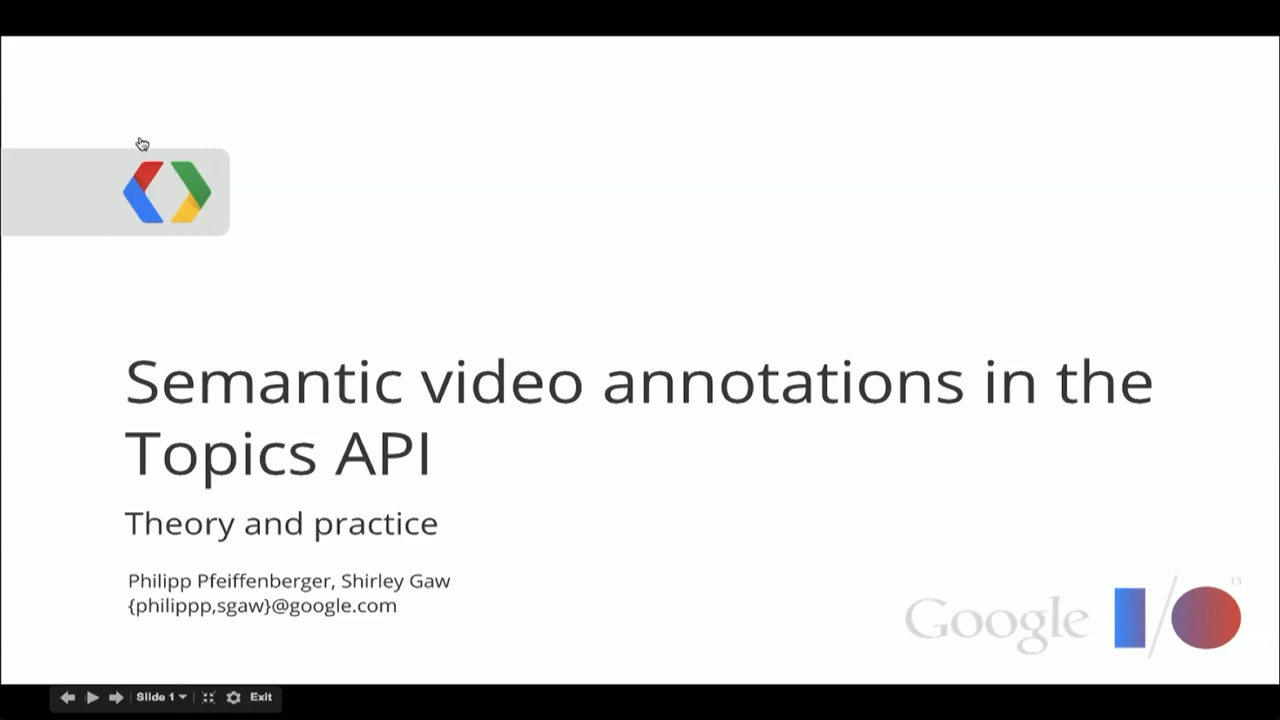 Semantic video annotations in the
Topics API
Theory and practice
Philipp Pfeiffenberger, Shirley Gaw
{philippp,sgaw}@google.com
13
Google I/O
Slide 1
Exit